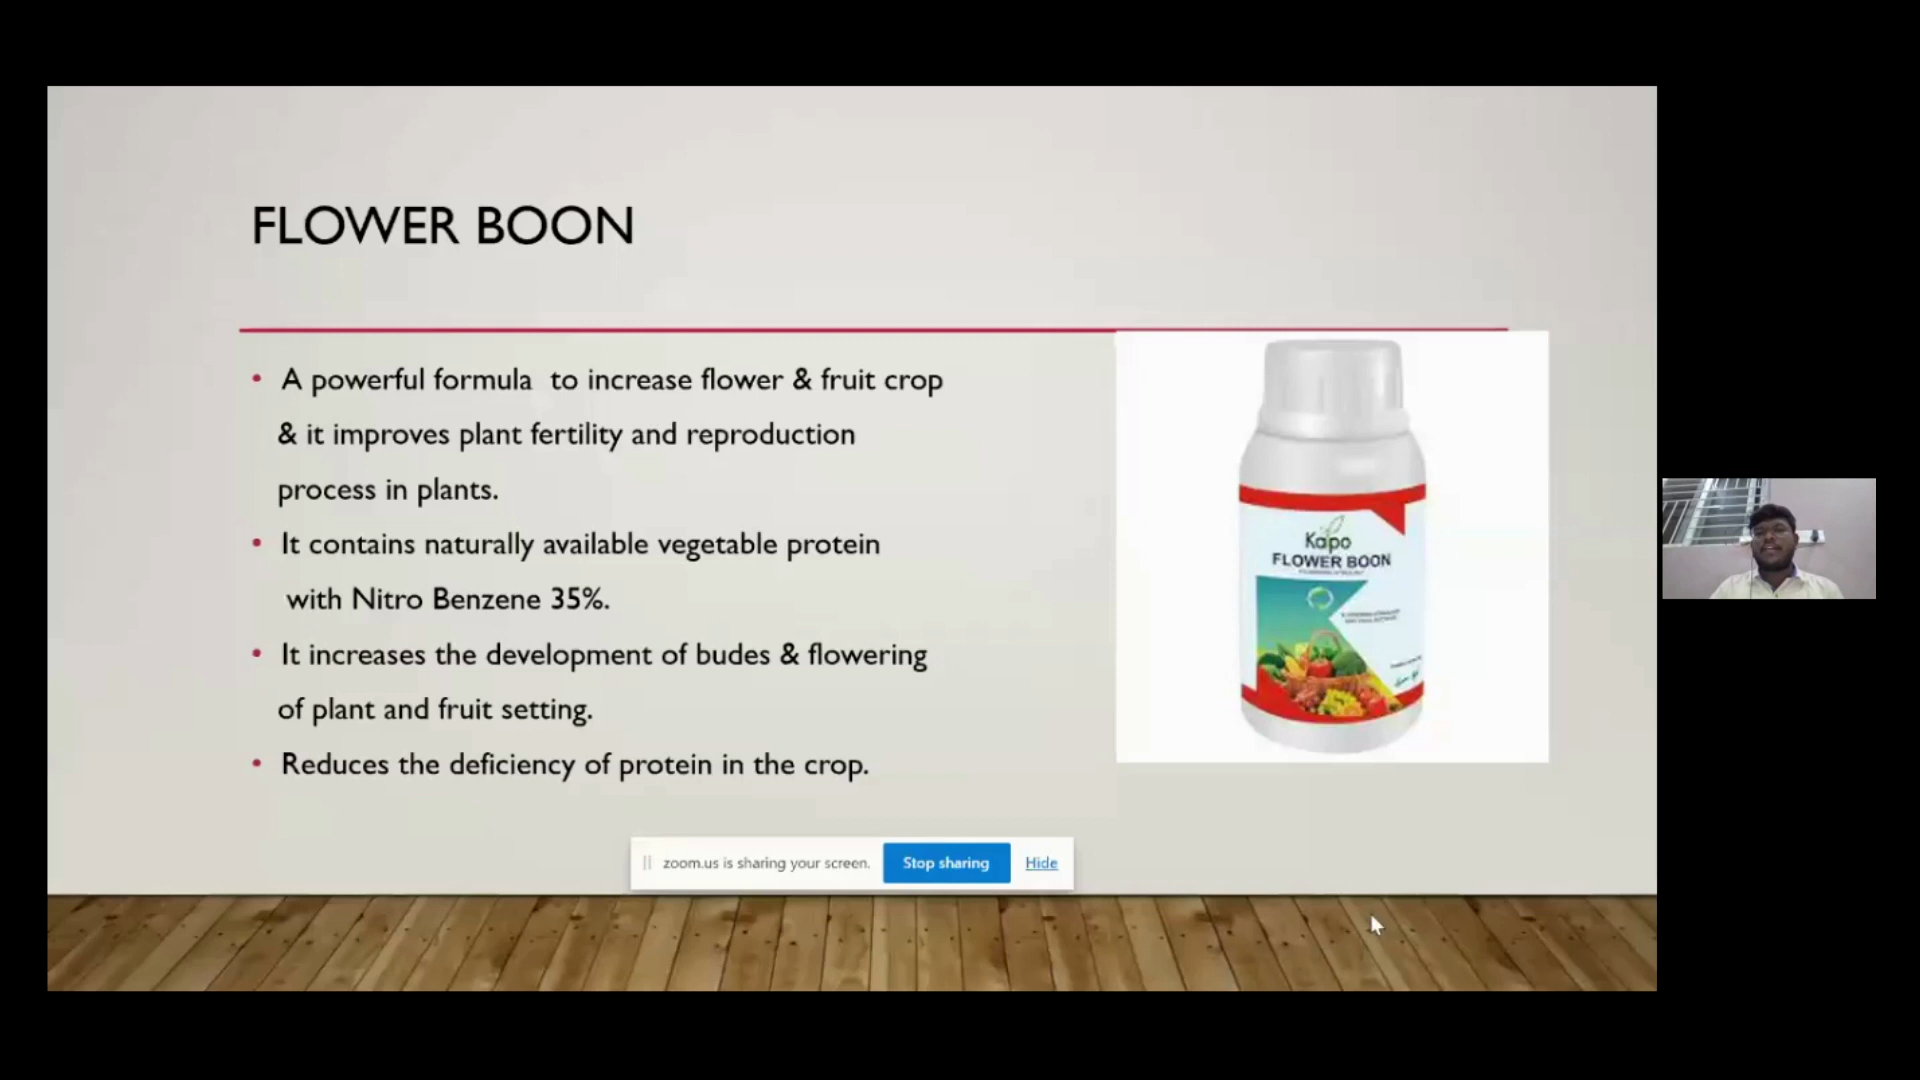 FLOWER BOON
• A powerful formula to increase flower & fruit crop
& it improves plant fertility and reproduction
process in plants.
• It contains naturally available vegetable protein
with Nitro Benzene 35%.
• It increases the development of budes & flowering
of plant and fruit setting.
• Reduces the deficiency of protein in the crop.
Kaipo
FLOWER BOON
zoom.us is sharing your screen.
Stop sharing
Hide